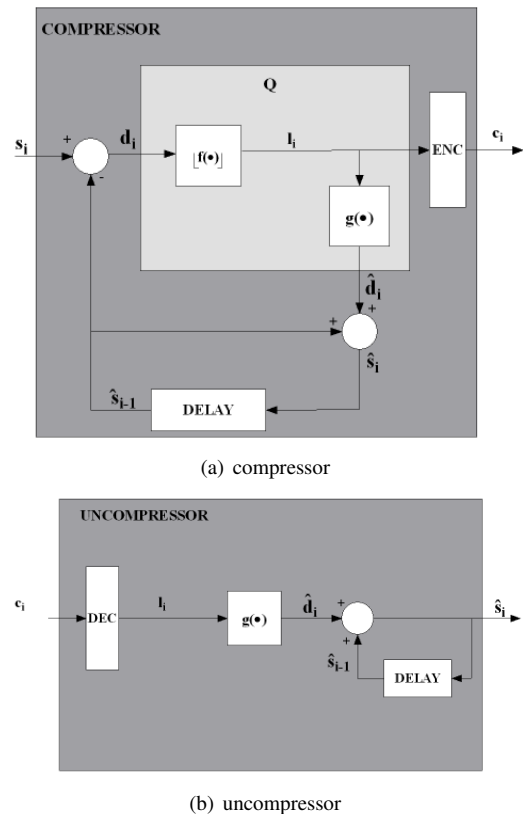 COMPRESSOR
Q
s_i
+
-
d_i
⌊f(•)⌋
l_i
ENC
c_i
g(•)
d̂_i
+
+
ŝ_i
ŝ_{i-1}
DELAY
(a) compressor
UNCOMPRESSOR
c_i
DEC
l_i
g(•)
d̂_i
+
+
ŝ_i
ŝ_{i-1}
DELAY
(b) uncompressor